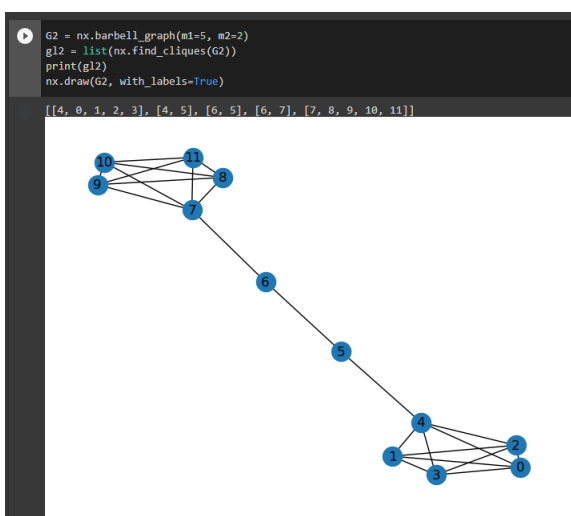 G2 = nx.barbell_graph(m1=5, m2=2)
gl2 = list(nx.find_cliques(G2))
print(gl2)
nx.draw(G2, with_labels=True)
[[4, 0, 1, 2, 3], [4, 5], [6, 5], [6, 7], [7, 8, 9, 10, 11]]
11
10
8
9
7
6
5
4
2
1
0
3